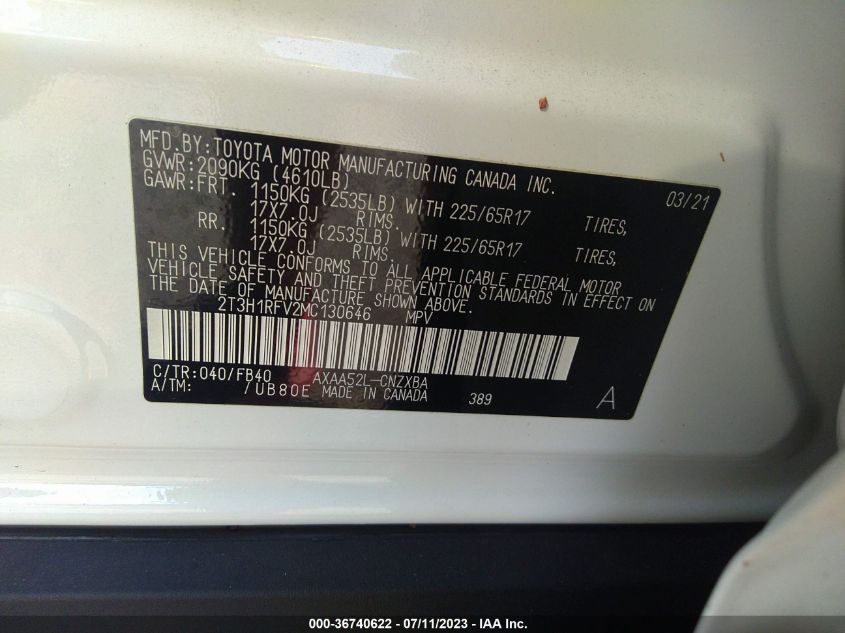 MFD.BY:TOYOTA MOTOR MANUFACTURING CANADA INC.
GVWR:2090KG (4610LB) 03/21
GAWR:FRT. 1150KG (2535LB) WITH 225/65R17 TIRES,
17X7.0J RIMS.
RR. 1150KG (2535LB) WITH 225/65R17 TIRES,
17X7.0J RIMS.
THIS VEHICLE CONFORMS TO ALL APPLICABLE FEDERAL MOTOR
VEHICLE SAFETY AND THEFT PREVENTION STANDARDS IN EFFECT ON
THE DATE OF MANUFACTURE SHOWN ABOVE.
2T3H1RFV2MC130646 MPV
C/TR:040/FB40 AXAA52L-CNZXBA
A/TM: /UB80E MADE IN CANADA 389 A
000-36740622 - 07/11/2023 - IAA Inc.